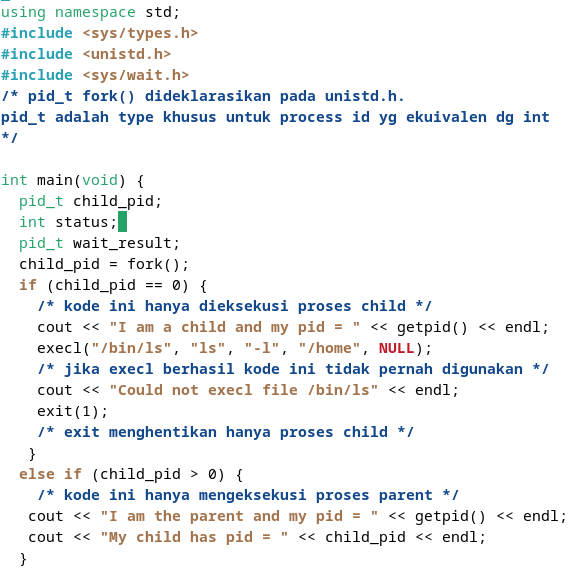 using namespace std;
#include <sys/types.h>
#include <unistd.h>
#include <sys/wait.h>
/* pid_t fork() dideklarasikan pada unistd.h.
pid_t adalah type khusus untuk process id yg ekuivalen dg int
*/

int main(void) {
  pid_t child_pid;
  int status;
  pid_t wait_result;
  child_pid = fork();
  if (child_pid == 0) {
    /* kode ini hanya dieksekusi proses child */
    cout << "I am a child and my pid = " << getpid() << endl;
    execl("/bin/ls", "ls", "-l", "/home", NULL);
    /* jika execl berhasil kode ini tidak pernah digunakan */
    cout << "Could not execl file /bin/ls" << endl;
    exit(1);
    /* exit menghentikan hanya proses child */
   }
  else if (child_pid > 0) {
    /* kode ini hanya mengeksekusi proses parent */
   cout << "I am the parent and my pid = " << getpid() << endl;
   cout << "My child has pid = " << child_pid << endl;
  }